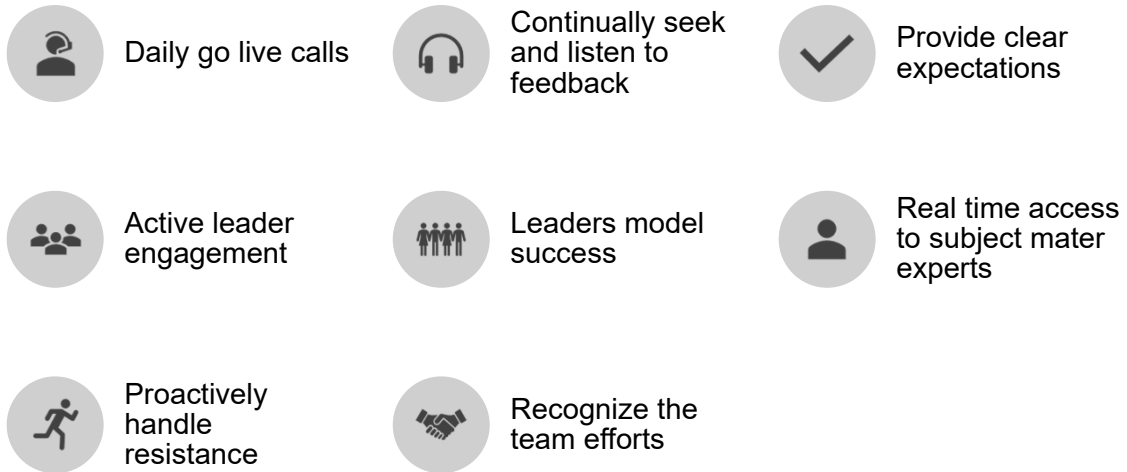 Daily go live calls
Continually seek
and listen to
feedback
Provide clear
expectations
Active leader
engagement
Leaders model
success
Real time access
to subject mater
experts
Proactively
handle
resistance
Recognize the
team efforts